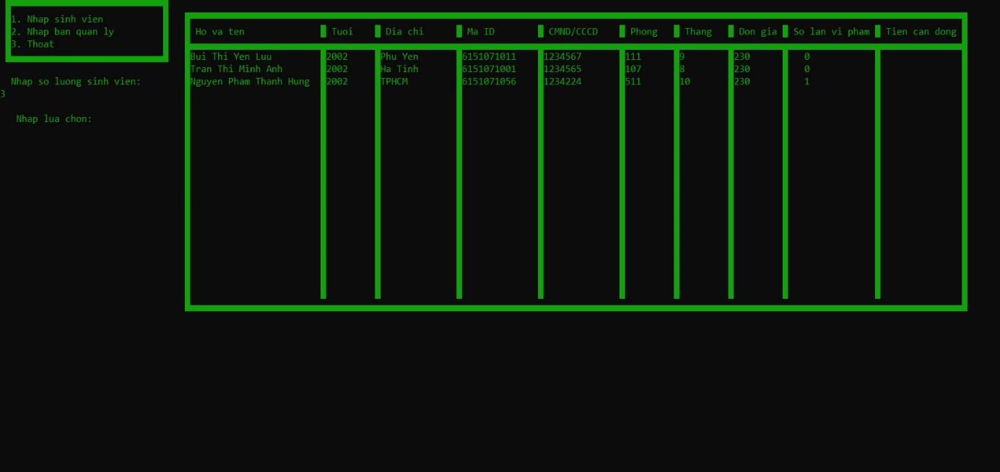 1. Nhap sinh vien
2. Nhap ban quan ly
3. Thoat
Nhap so luong sinh vien:
3
Nhap lua chon:
Ho va ten Tuoi Dia chi Ma ID CMND/CCCD Phong Thang Don gia So lan vi pham Tien can dong
Bui Thi Yen Luu 2002 Phu Yen 6151071011 1234567 111 9 230 0
Tran Thi Minh Anh 2002 Ha Tinh 6151071001 1234565 107 8 230 0
Nguyen Pham Thanh Hung 2002 TPHCM 6151071056 1234224 511 10 230 1